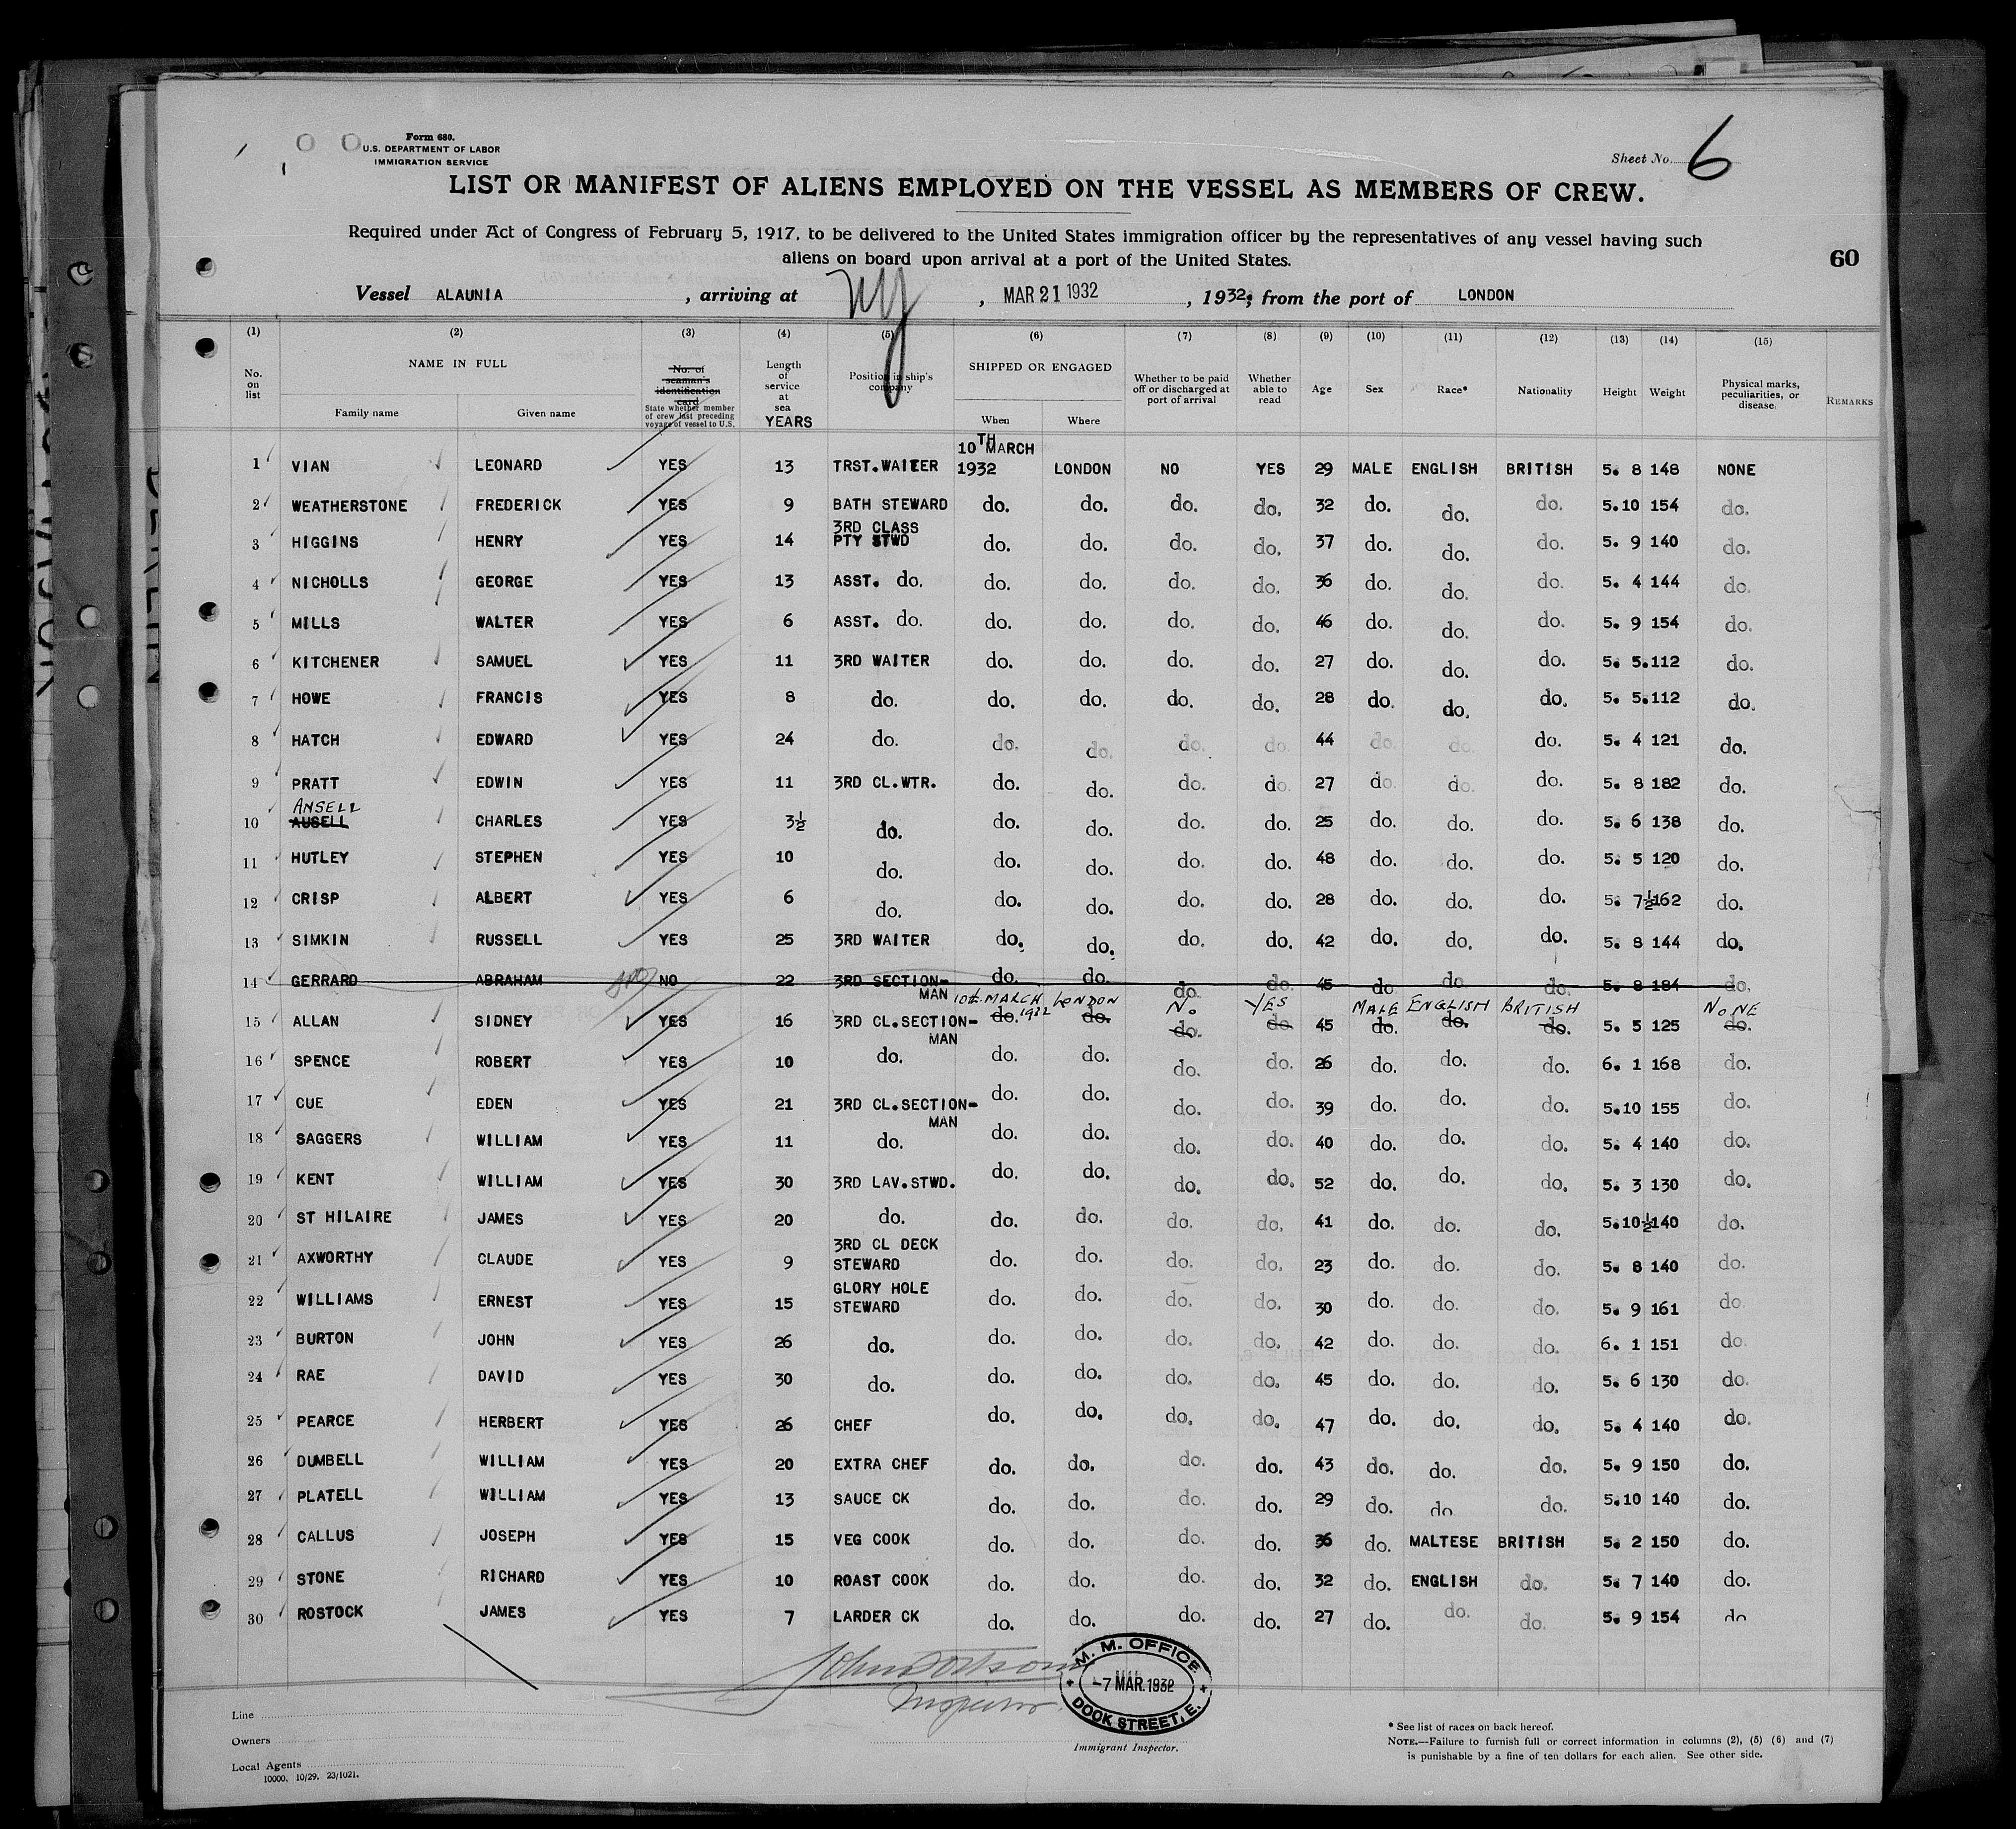 Form 680.
U.S. DEPARTMENT OF LABOR
IMMIGRATION SERVICE
Sheet No. 6
LIST OR MANIFEST OF ALIENS EMPLOYED ON THE VESSEL AS MEMBERS OF CREW.
Required under Act of Congress of February 5, 1917, to be delivered to the United States immigration officer by the representatives of any vessel having such
aliens on board upon arrival at a port of the United States.
60
Vessel ALAUNIA , arriving at NY , MAR 21 1932 , 1932, from the port of LONDON
(1) (2) (3) (4) (5) (6) (7) (8) (9) (10) (11) (12) (13) (14) (15)
No. on list NAME IN FULL Family name Given name No. of seaman's identification card State whether member of crew last preceding voyage of vessel to U.S. Length of service at sea YEARS Position in ship's company SHIPPED OR ENGAGED When Where Whether to be paid off or discharged at port of arrival Whether able to read Age Sex Race* Nationality Height Weight Physical marks, peculiarities, or disease REMARKS
1 VIAN LEONARD YES 13 TRST.WAITER 10TH MARCH 1932 LONDON NO YES 29 MALE ENGLISH BRITISH 5. 8 148 NONE
2 WEATHERSTONE FREDERICK YES 9 BATH STEWARD do. do. do. do. 32 do. do. do. 5.10 154 do.
3 HIGGINS HENRY YES 14 3RD CLASS PTY STWD do. do. do. do. 37 do. do. do. 5. 9 140 do.
4 NICHOLLS GEORGE YES 13 ASST. do. do. do. do. do. 36 do. do. do. 5. 4 144 do.
5 MILLS WALTER YES 6 ASST. do. do. do. do. do. 46 do. do. do. 5. 9 154 do.
6 KITCHENER SAMUEL YES 11 3RD WAITER do. do. do. do. 27 do. do. do. 5. 5.112 do.
7 HOWE FRANCIS YES 8 do. do. do. do. do. 28 do. do. do. 5. 5.112 do.
8 HATCH EDWARD YES 24 do. do. do. do. do. 44 do. do. do. 5. 4 121 do.
9 PRATT EDWIN YES 11 3RD CL.WTR. do. do. do. do. 27 do. do. do. 5. 8 182 do.
ANSELL
10 AUSELL CHARLES YES 3½ do. do. do. do. do. 25 do. do. do. 5. 6 138 do.
11 HUTLEY STEPHEN YES 10 do. do. do. do. do. 48 do. do. do. 5. 5 120 do.
12 CRISP ALBERT YES 6 do. do. do. do. do. 28 do. do. do. 5. 7½ 162 do.
13 SIMKIN RUSSELL YES 25 3RD WAITER do. do. do. do. 42 do. do. do. 5. 8 144 do.
14 GERRARD ABRAHAM NO 22 3RD SECTION-MAN do. do. do. do. 45 do. do. do. 5. 8 184 do.
10th MARCH 1932 LONDON No YES MALE ENGLISH BRITISH NONE
15 ALLAN SIDNEY YES 16 3RD CL.SECTION-MAN do. do. do. do. 45 do. do. do. 5. 5 125 do.
16 SPENCE ROBERT YES 10 do. do. do. do. do. 26 do. do. do. 6. 1 168 do.
17 CUE EDEN YES 21 3RD CL.SECTION-MAN do. do. do. do. 39 do. do. do. 5.10 155 do.
18 SAGGERS WILLIAM YES 11 do. do. do. do. do. 40 do. do. do. 5. 4 140 do.
19 KENT WILLIAM YES 30 3RD LAV.STWD. do. do. do. do. 52 do. do. do. 5. 3 130 do.
20 ST HILAIRE JAMES YES 20 do. do. do. do. do. 41 do. do. do. 5.10½ 140 do.
21 AXWORTHY CLAUDE YES 9 3RD CL DECK STEWARD do. do. do. do. 23 do. do. do. 5. 8 140 do.
22 WILLIAMS ERNEST YES 15 GLORY HOLE STEWARD do. do. do. do. 30 do. do. do. 5. 9 161 do.
23 BURTON JOHN YES 26 do. do. do. do. do. 42 do. do. do. 6. 1 151 do.
24 RAE DAVID YES 30 do. do. do. do. do. 45 do. do. do. 5. 6 130 do.
25 PEARCE HERBERT YES 26 CHEF do. do. do. do. 47 do. do. do. 5. 4 140 do.
26 DUMBELL WILLIAM YES 20 EXTRA CHEF do. do. do. do. 43 do. do. do. 5. 9 150 do.
27 PLATELL WILLIAM YES 13 SAUCE CK do. do. do. do. 29 do. do. do. 5.10 140 do.
28 CALLUS JOSEPH YES 15 VEG COOK do. do. do. do. 36 do. MALTESE BRITISH 5. 2 150 do.
29 STONE RICHARD YES 10 ROAST COOK do. do. do. do. 32 do. ENGLISH do. 5. 7 140 do.
30 ROSTOCK JAMES YES 7 LARDER CK do. do. do. do. 27 do. do. do. 5. 9 154 do
M. M. OFFICE
-7 MAR.1932
DOCK STREET, E.
Immigrant Inspector.
Line
Owners
Local Agents
10000. 10/29. 23/1021.
* See list of races on back hereof.
NOTE.—Failure to furnish full or correct information in columns (2), (5) (6) and (7)
is punishable by a fine of ten dollars for each alien. See other side.